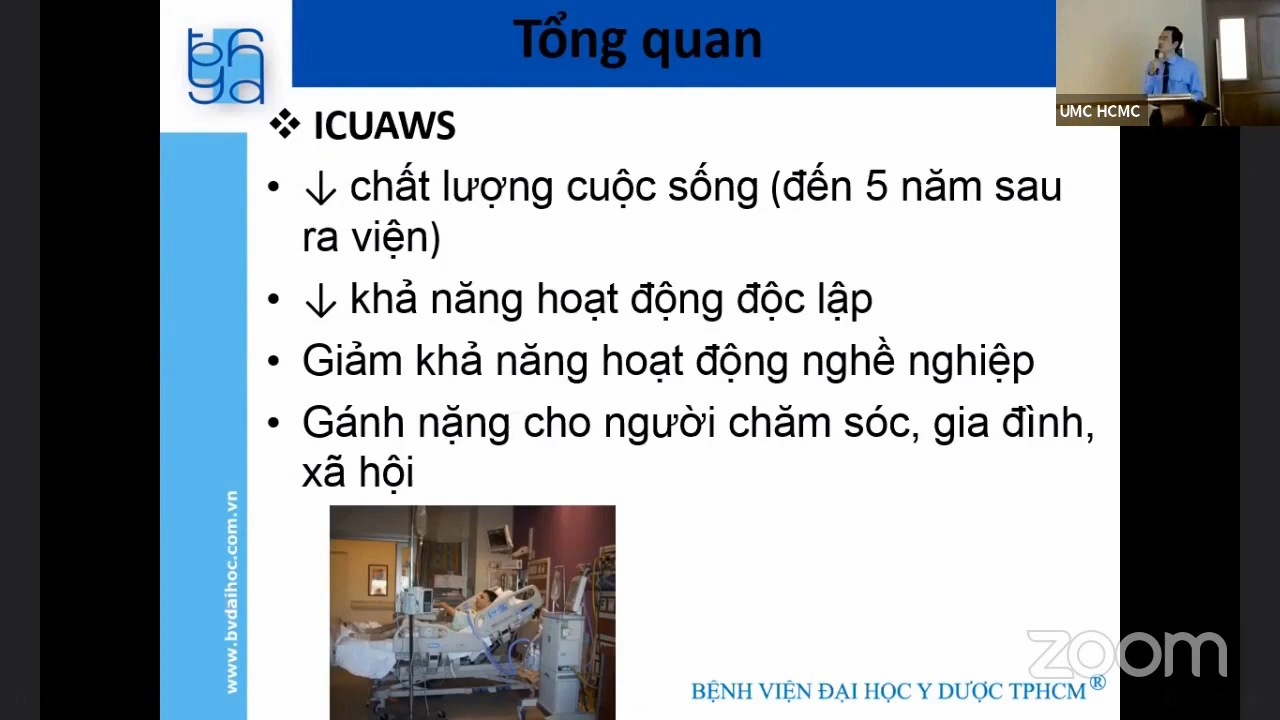 Tổng quan
UMC HCMC
❖ ICUAWS
• ↓ chất lượng cuộc sống (đến 5 năm sau
ra viện)
• ↓ khả năng hoạt động độc lập
• Giảm khả năng hoạt động nghề nghiệp
• Gánh nặng cho người chăm sóc, gia đình,
xã hội
www.bvdaihoc.com.vn
zoom
BỆNH VIỆN ĐẠI HỌC Y DƯỢC TPHCM®